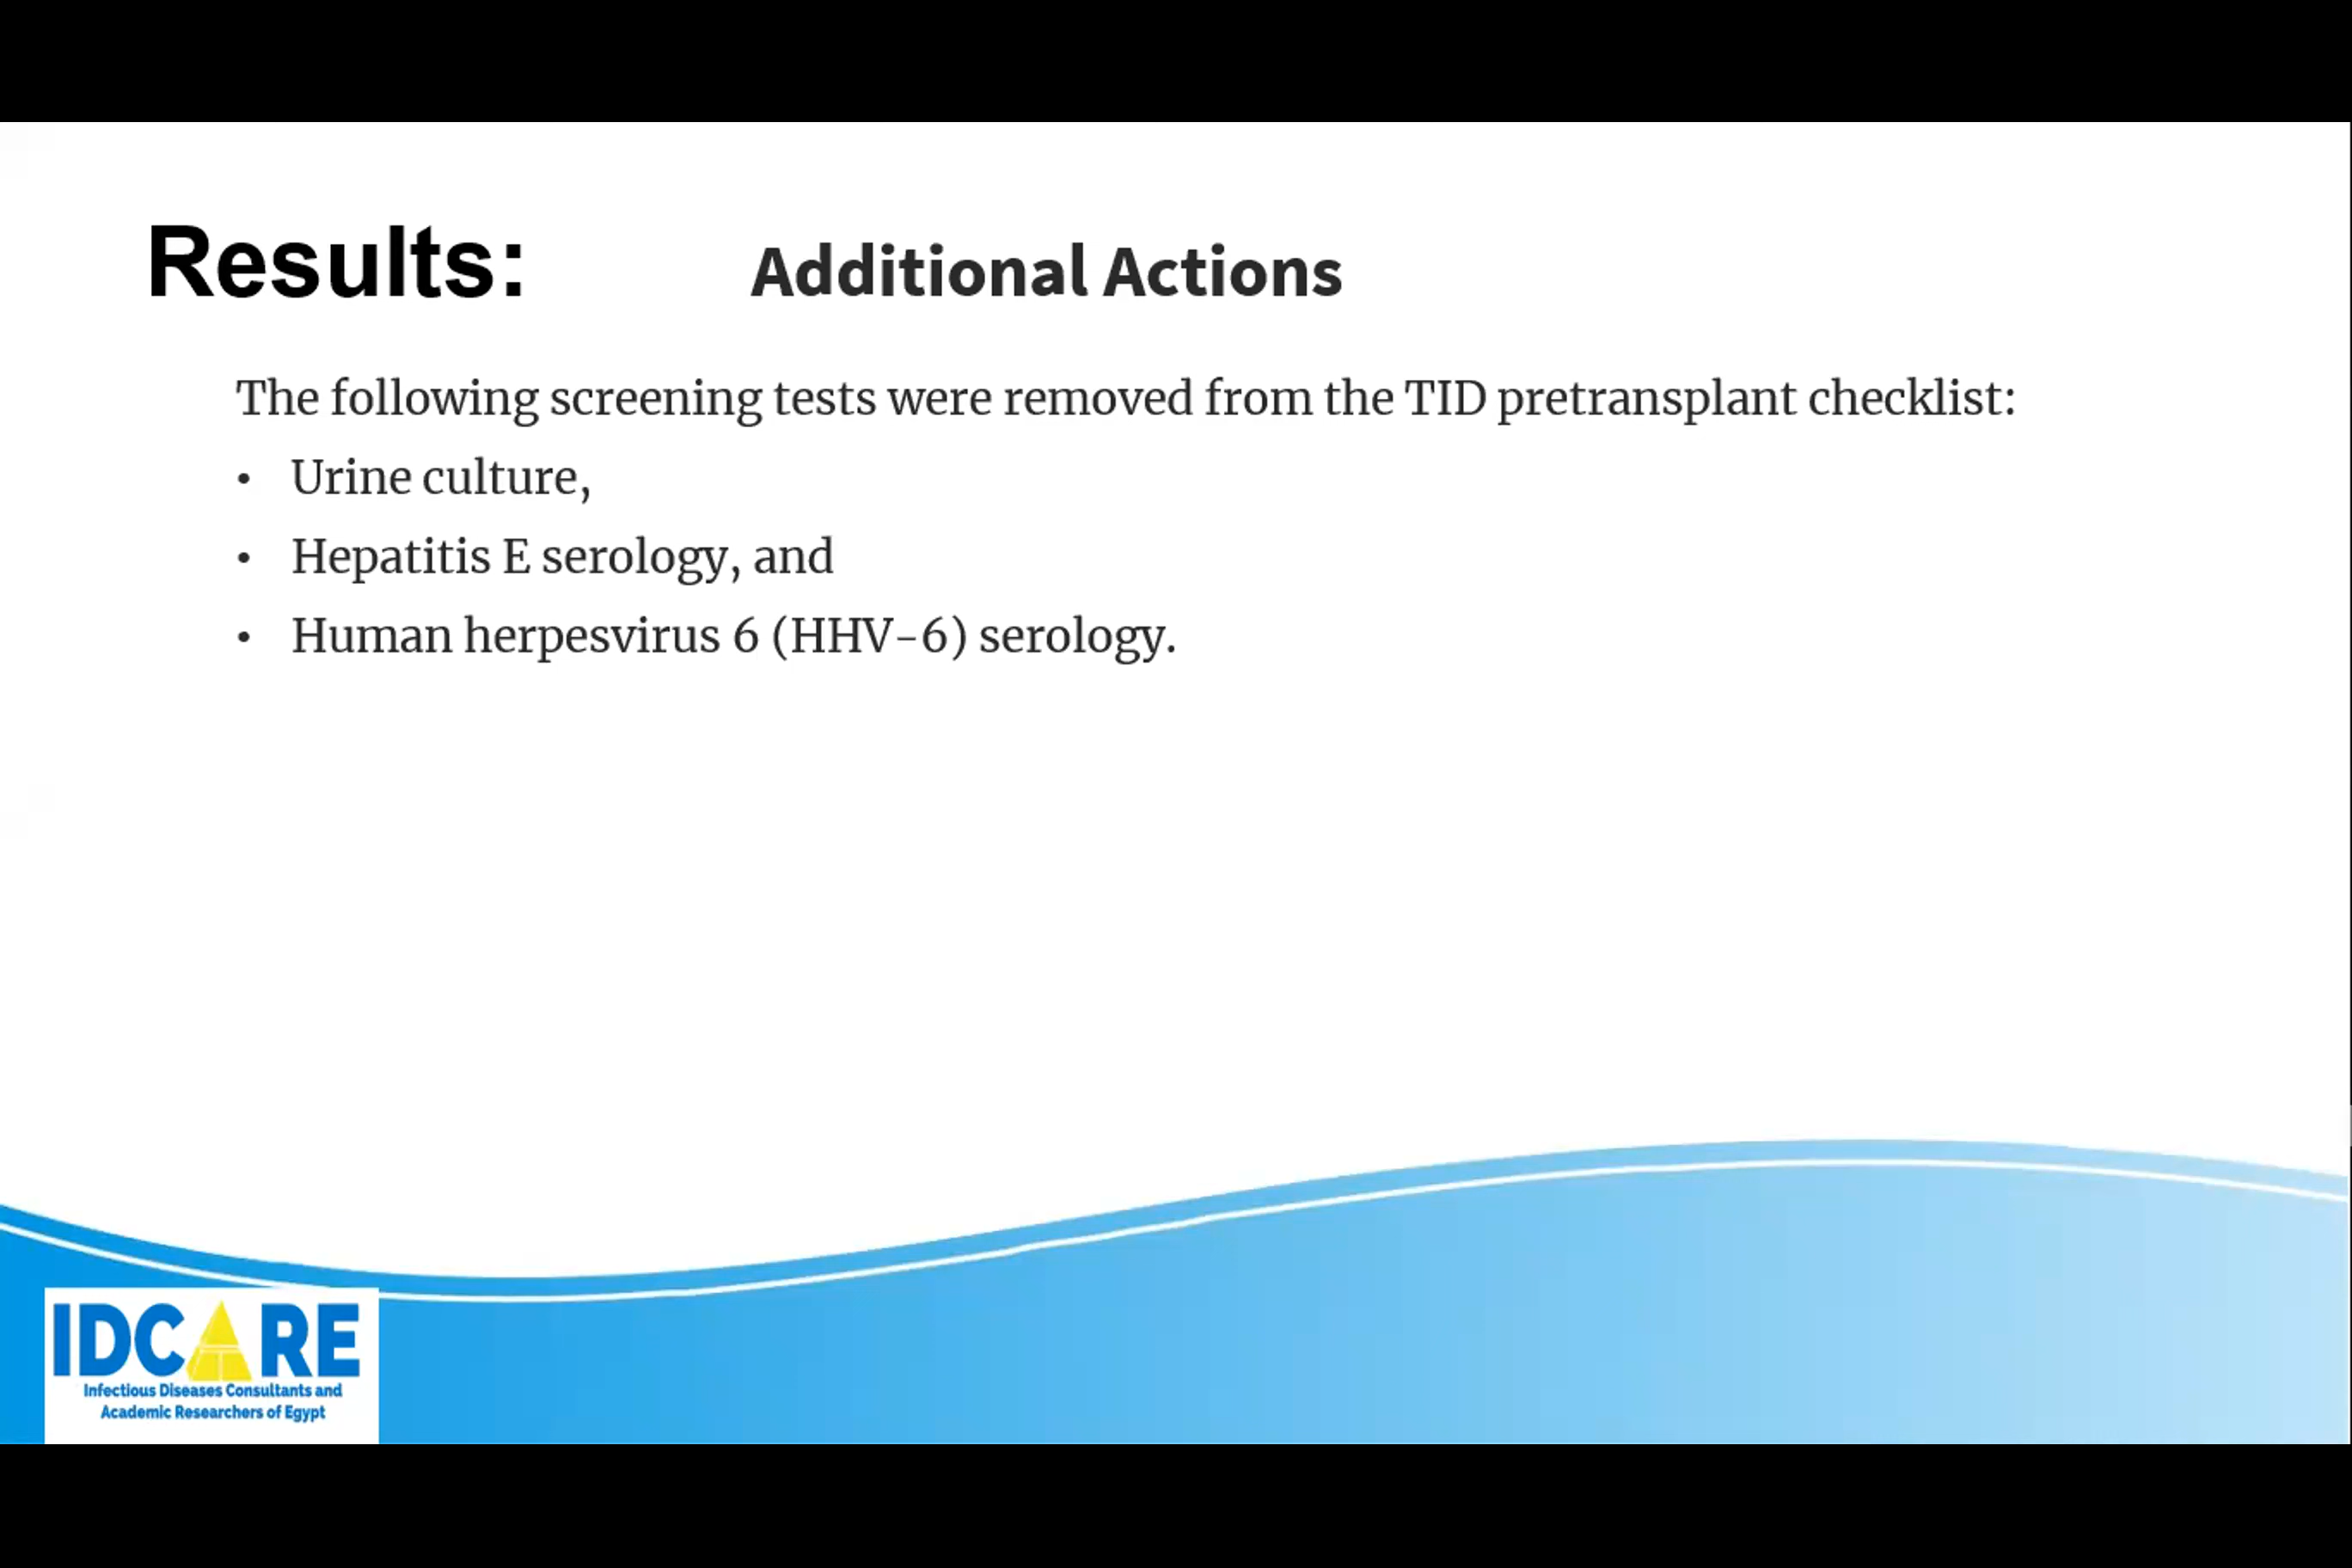 Results:
Additional Actions
The following screening tests were removed from the TID pretransplant checklist:
• Urine culture,
• Hepatitis E serology, and
• Human herpesvirus 6 (HHV-6) serology.
IDCARE
Infectious Diseases Consultants and
Academic Researchers of Egypt